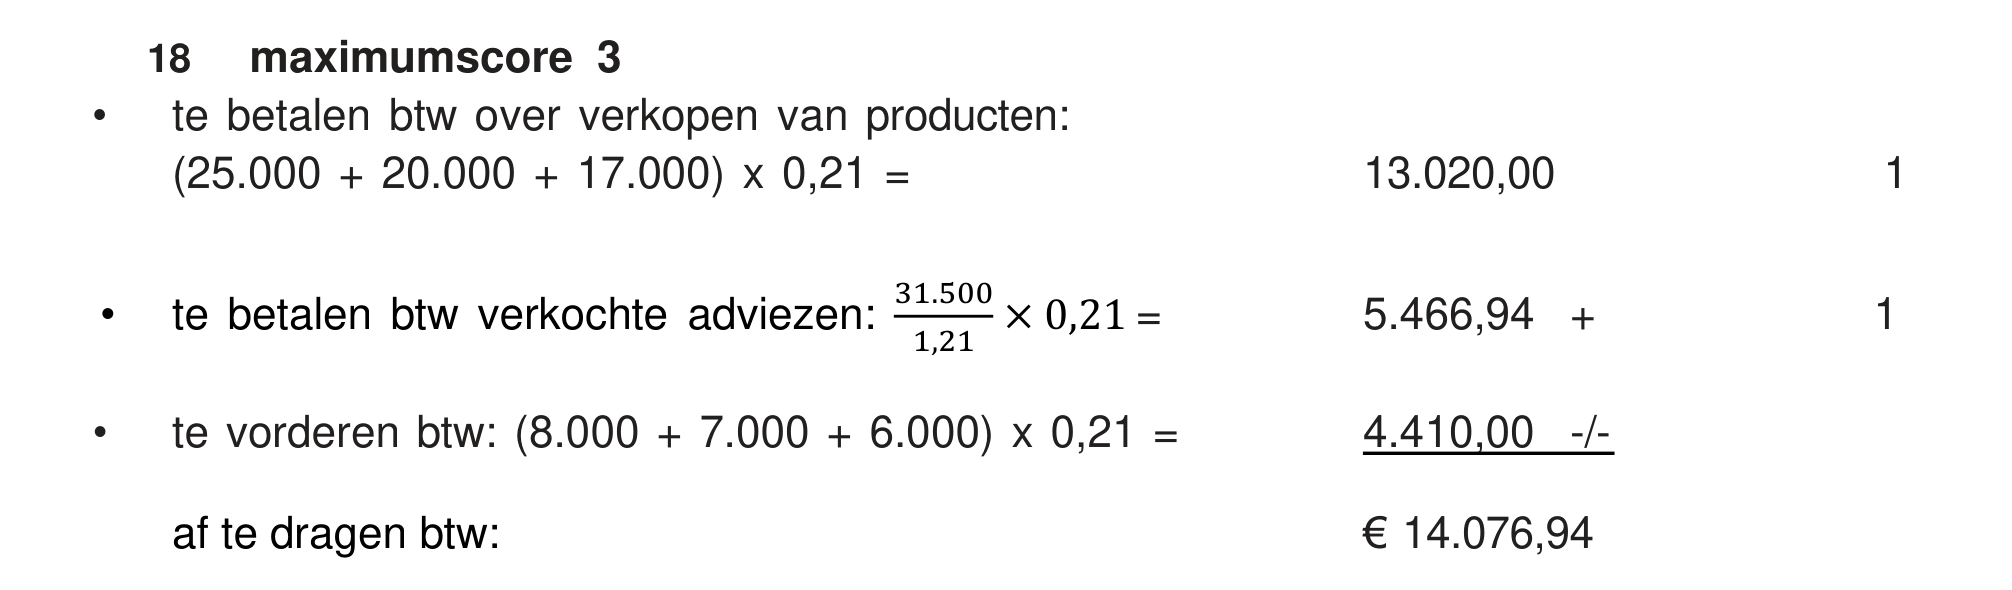 18 maximumscore 3
• te betalen btw over verkopen van producten:
(25.000 + 20.000 + 17.000) x 0,21 = 13.020,00 1
• te betalen btw verkochte adviezen: 31.500/1,21 × 0,21 = 5.466,94 + 1
• te vorderen btw: (8.000 + 7.000 + 6.000) x 0,21 = 4.410,00 -/-
af te dragen btw: € 14.076,94